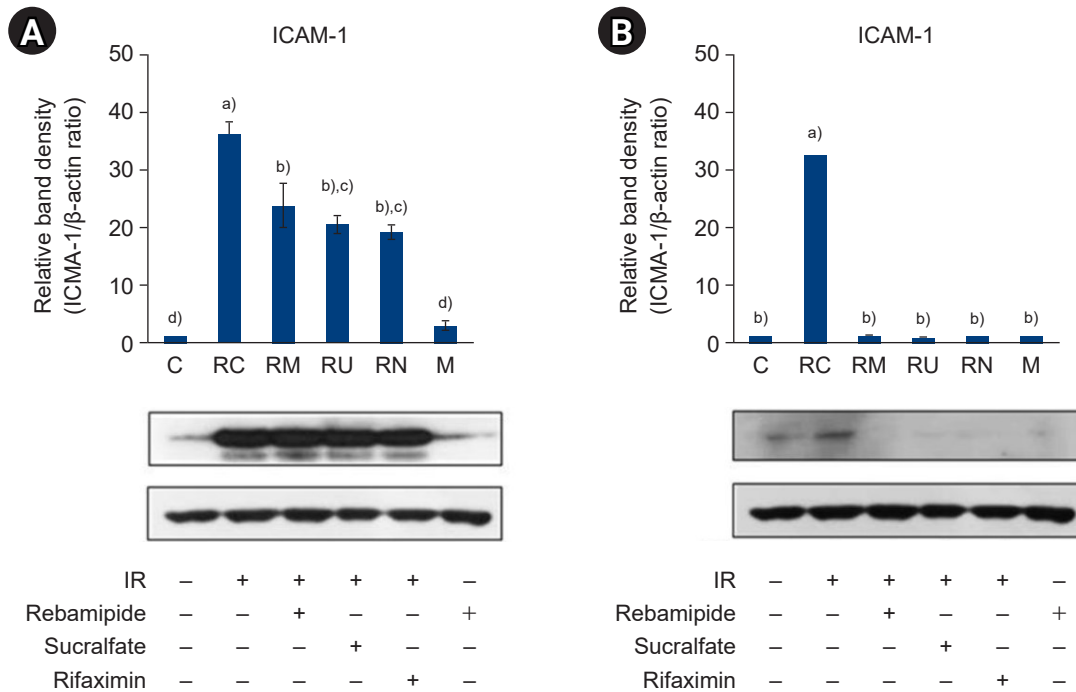 A
ICAM-1
Relative band density
(ICMA-1/β-actin ratio)
50
40
30
20
10
0
d)
a)
b)
b),c)
b),c)
d)
C RC RM RU RN M
IR – + + + + –
Rebamipide – – + – – +
Sucralfate – – – + – –
Rifaximin – – – – + –
B
ICAM-1
Relative band density
(ICMA-1/β-actin ratio)
50
40
30
20
10
0
b)
a)
b)
b)
b)
b)
C RC RM RU RN M
IR – + + + + –
Rebamipide – – + – – +
Sucralfate – – – + – –
Rifaximin – – – – + –